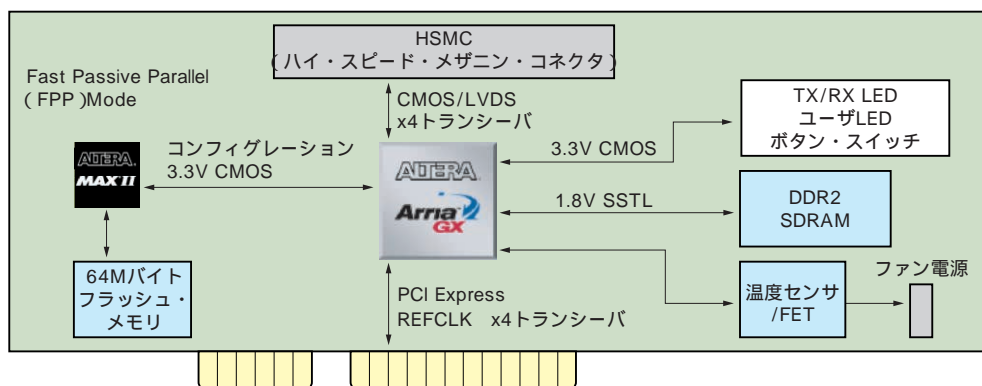 HSMC
（ハイ・スピード・メザニン・コネクタ）
Fast Passive Parallel
（FPP）Mode
CMOS/LVDS
x4トランシーバ
TX/RX LED
ユーザLED
ボタン・スイッチ
コンフィグレーション
3.3V CMOS
3.3V CMOS
ALTERA
MAX II
ALTERA
Arria
GX
1.8V SSTL
DDR2
SDRAM
64Mバイト
フラッシュ・
メモリ
PCI Express
REFCLK x4トランシーバ
温度センサ
/FET
ファン電源